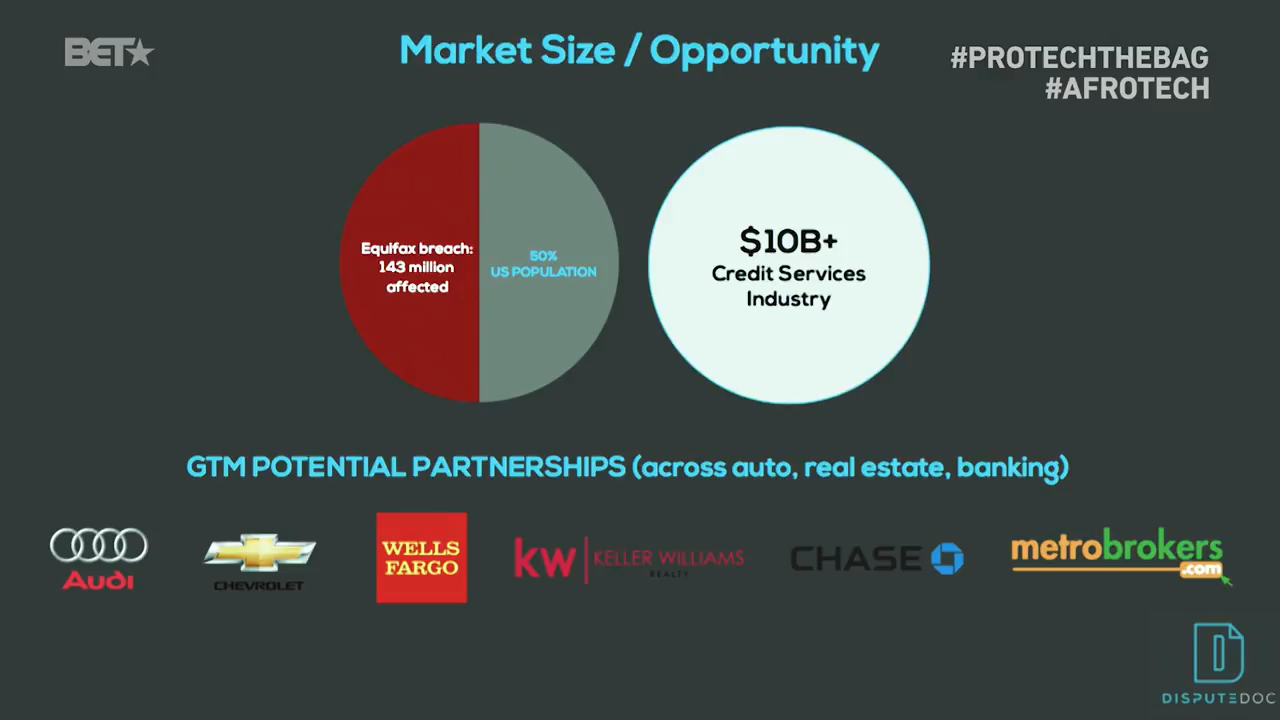 BET
Market Size / Opportunity
#PROTECHTHEBAG
#AFROTECH
Equifax breach:
143 million
affected
50%
US POPULATION
$10B+
Credit Services
Industry
GTM POTENTIAL PARTNERSHIPS (across auto, real estate, banking)
Audi
CHEVROLET
WELLS
FARGO
kw KELLER WILLIAMS
REALTY
CHASE
metrobrokers
.com
DISPUTEDOC